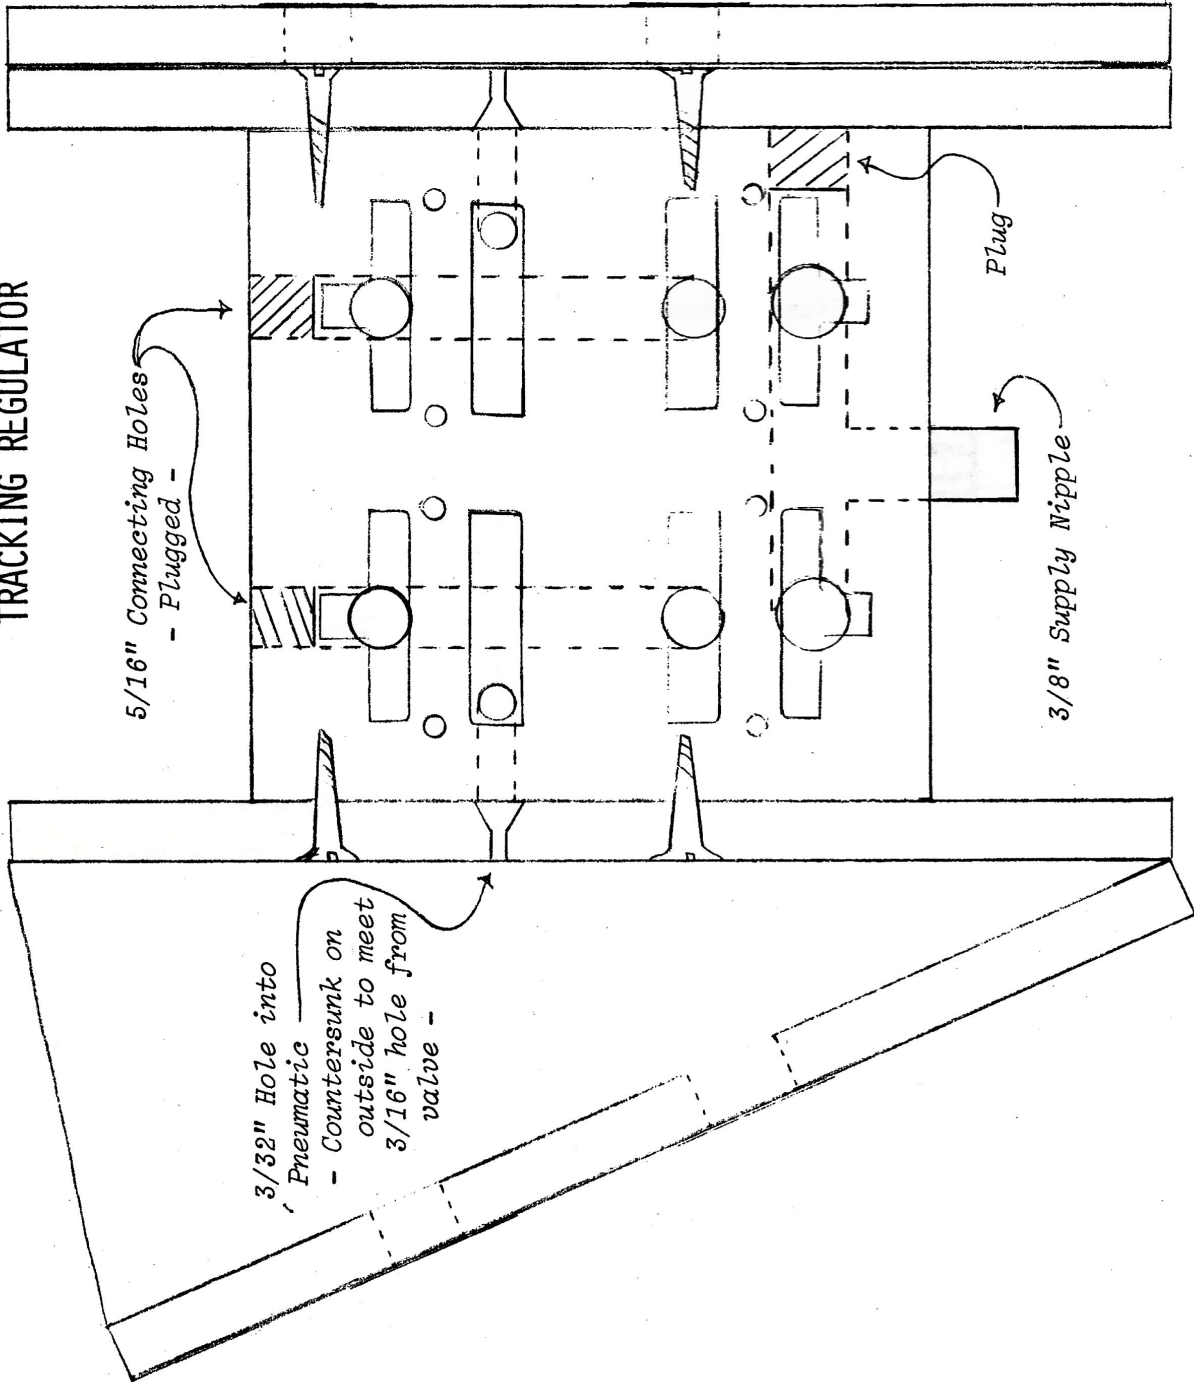 TRACKING REGULATOR
5/16" Connecting Holes
- Plugged -
Plug
3/8" Supply Nipple
3/32" Hole into
Pneumatic
- Countersunk on
outside to meet
3/16" hole from
valve -